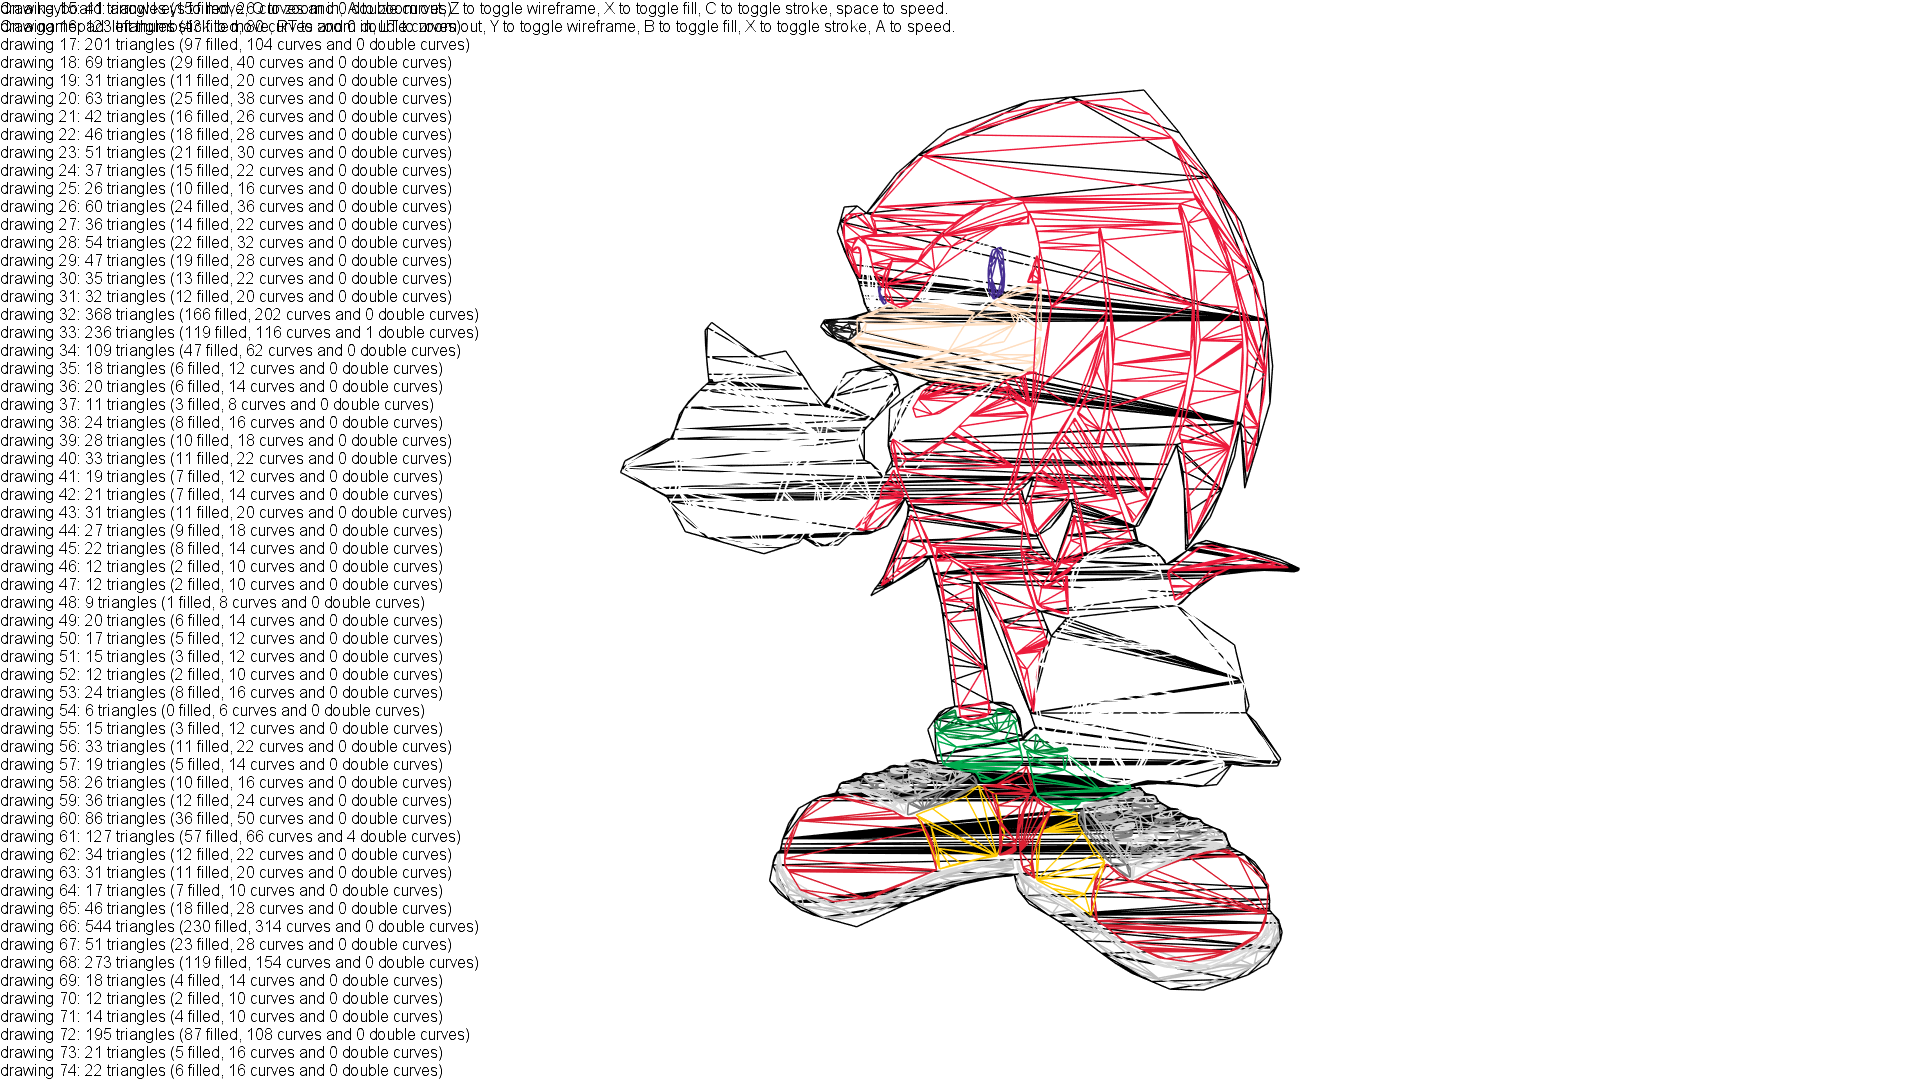 to toggle wireframe, X to toggle fill, C to toggle stroke, space to speed.
out, Y to toggle wireframe, B to toggle fill, X to toggle stroke, A to speed.
drawing 17: 201 triangles (97 filled, 104 curves and 0 double curves)
drawing 18: 69 triangles (29 filled, 40 curves and 0 double curves)
drawing 19: 31 triangles (11 filled, 20 curves and 0 double curves)
drawing 20: 63 triangles (25 filled, 38 curves and 0 double curves)
drawing 21: 42 triangles (16 filled, 26 curves and 0 double curves)
drawing 22: 46 triangles (18 filled, 28 curves and 0 double curves)
drawing 23: 51 triangles (21 filled, 30 curves and 0 double curves)
drawing 24: 37 triangles (15 filled, 22 curves and 0 double curves)
drawing 25: 26 triangles (10 filled, 16 curves and 0 double curves)
drawing 26: 60 triangles (24 filled, 36 curves and 0 double curves)
drawing 27: 36 triangles (14 filled, 22 curves and 0 double curves)
drawing 28: 54 triangles (22 filled, 32 curves and 0 double curves)
drawing 29: 47 triangles (19 filled, 28 curves and 0 double curves)
drawing 30: 35 triangles (13 filled, 22 curves and 0 double curves)
drawing 31: 32 triangles (12 filled, 20 curves and 0 double curves)
drawing 32: 368 triangles (166 filled, 202 curves and 0 double curves)
drawing 33: 236 triangles (119 filled, 116 curves and 1 double curves)
drawing 34: 109 triangles (47 filled, 62 curves and 0 double curves)
drawing 35: 18 triangles (6 filled, 12 curves and 0 double curves)
drawing 36: 20 triangles (6 filled, 14 curves and 0 double curves)
drawing 37: 11 triangles (3 filled, 8 curves and 0 double curves)
drawing 38: 24 triangles (8 filled, 16 curves and 0 double curves)
drawing 39: 28 triangles (10 filled, 18 curves and 0 double curves)
drawing 40: 33 triangles (11 filled, 22 curves and 0 double curves)
drawing 41: 19 triangles (7 filled, 12 curves and 0 double curves)
drawing 42: 21 triangles (7 filled, 14 curves and 0 double curves)
drawing 43: 31 triangles (11 filled, 20 curves and 0 double curves)
drawing 44: 27 triangles (9 filled, 18 curves and 0 double curves)
drawing 45: 22 triangles (8 filled, 14 curves and 0 double curves)
drawing 46: 12 triangles (2 filled, 10 curves and 0 double curves)
drawing 47: 12 triangles (2 filled, 10 curves and 0 double curves)
drawing 48: 9 triangles (1 filled, 8 curves and 0 double curves)
drawing 49: 20 triangles (6 filled, 14 curves and 0 double curves)
drawing 50: 17 triangles (5 filled, 12 curves and 0 double curves)
drawing 51: 15 triangles (3 filled, 12 curves and 0 double curves)
drawing 52: 12 triangles (2 filled, 10 curves and 0 double curves)
drawing 53: 24 triangles (8 filled, 16 curves and 0 double curves)
drawing 54: 6 triangles (0 filled, 6 curves and 0 double curves)
drawing 55: 15 triangles (3 filled, 12 curves and 0 double curves)
drawing 56: 33 triangles (11 filled, 22 curves and 0 double curves)
drawing 57: 19 triangles (5 filled, 14 curves and 0 double curves)
drawing 58: 26 triangles (10 filled, 16 curves and 0 double curves)
drawing 59: 36 triangles (12 filled, 24 curves and 0 double curves)
drawing 60: 86 triangles (36 filled, 50 curves and 0 double curves)
drawing 61: 127 triangles (57 filled, 66 curves and 4 double curves)
drawing 62: 34 triangles (12 filled, 22 curves and 0 double curves)
drawing 63: 31 triangles (11 filled, 20 curves and 0 double curves)
drawing 64: 17 triangles (7 filled, 10 curves and 0 double curves)
drawing 65: 46 triangles (18 filled, 28 curves and 0 double curves)
drawing 66: 544 triangles (230 filled, 314 curves and 0 double curves)
drawing 67: 51 triangles (23 filled, 28 curves and 0 double curves)
drawing 68: 273 triangles (119 filled, 154 curves and 0 double curves)
drawing 69: 18 triangles (4 filled, 14 curves and 0 double curves)
drawing 70: 12 triangles (2 filled, 10 curves and 0 double curves)
drawing 71: 14 triangles (4 filled, 10 curves and 0 double curves)
drawing 72: 195 triangles (87 filled, 108 curves and 0 double curves)
drawing 73: 21 triangles (5 filled, 16 curves and 0 double curves)
drawing 74: 22 triangles (6 filled, 16 curves and 0 double curves)